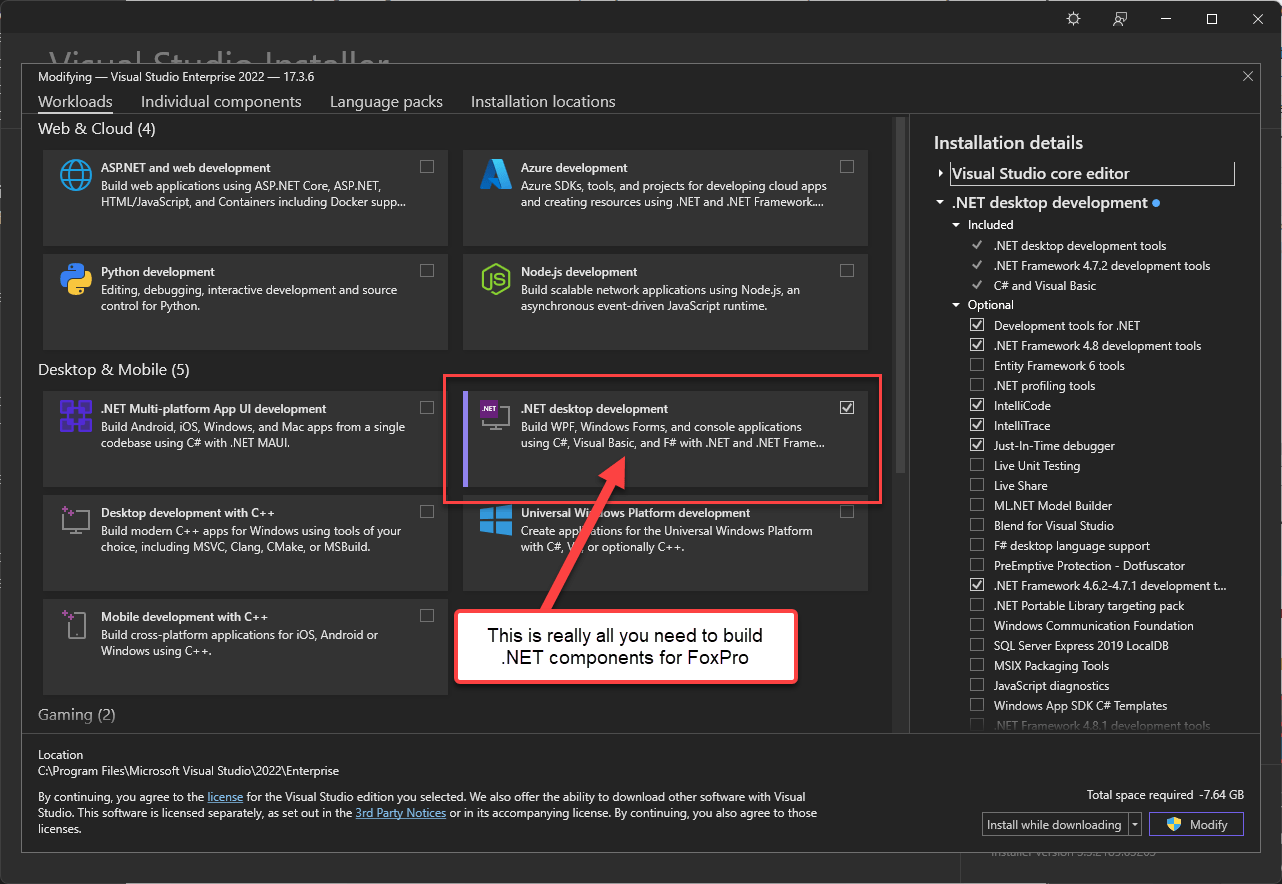 Visual Studio Installer
Modifying — Visual Studio Enterprise 2022 — 17.3.6
Workloads
Individual components
Language packs
Installation locations
Web & Cloud (4)
ASP.NET and web development
Build web applications using ASP.NET Core, ASP.NET,
HTML/JavaScript, and Containers including Docker supp...
Azure development
Azure SDKs, tools, and projects for developing cloud apps
and creating resources using .NET and .NET Framework....
Python development
Editing, debugging, interactive development and source
control for Python.
Node.js development
Build scalable network applications using Node.js, an
asynchronous event-driven JavaScript runtime.
Desktop & Mobile (5)
.NET Multi-platform App UI development
Build Android, iOS, Windows, and Mac apps from a single
codebase using C# with .NET MAUI.
.NET
.NET desktop development
Build WPF, Windows Forms, and console applications
using C#, Visual Basic, and F# with .NET and .NET Frame...
Desktop development with C++
Build modern C++ apps for Windows using tools of your
choice, including MSVC, Clang, CMake, or MSBuild.
Universal Windows Platform development
Create applications for the Universal Windows Platform
with C#, or optionally C++.
Mobile development with C++
Build cross-platform applications for iOS, Android or
Windows using C++.
This is really all you need to build
.NET components for FoxPro
Gaming (2)
Installation details
Visual Studio core editor
.NET desktop development
Included
.NET desktop development tools
.NET Framework 4.7.2 development tools
C# and Visual Basic
Optional
Development tools for .NET
.NET Framework 4.8 development tools
Entity Framework 6 tools
.NET profiling tools
IntelliCode
IntelliTrace
Just-In-Time debugger
Live Unit Testing
Live Share
ML.NET Model Builder
Blend for Visual Studio
F# desktop language support
PreEmptive Protection - Dotfuscator
.NET Framework 4.6.2-4.7.1 development t...
.NET Portable Library targeting pack
Windows Communication Foundation
SQL Server Express 2019 LocalDB
MSIX Packaging Tools
JavaScript diagnostics
Windows App SDK C# Templates
.NET Framework 4.8.1 development tools
Location
C:\Program Files\Microsoft Visual Studio\2022\Enterprise
By continuing, you agree to the license for the Visual Studio edition you selected. We also offer the ability to download other software with Visual
Studio. This software is licensed separately, as set out in the 3rd Party Notices or in its accompanying license. By continuing, you also agree to those
licenses.
Total space required -7.64 GB
Install while downloading
Modify